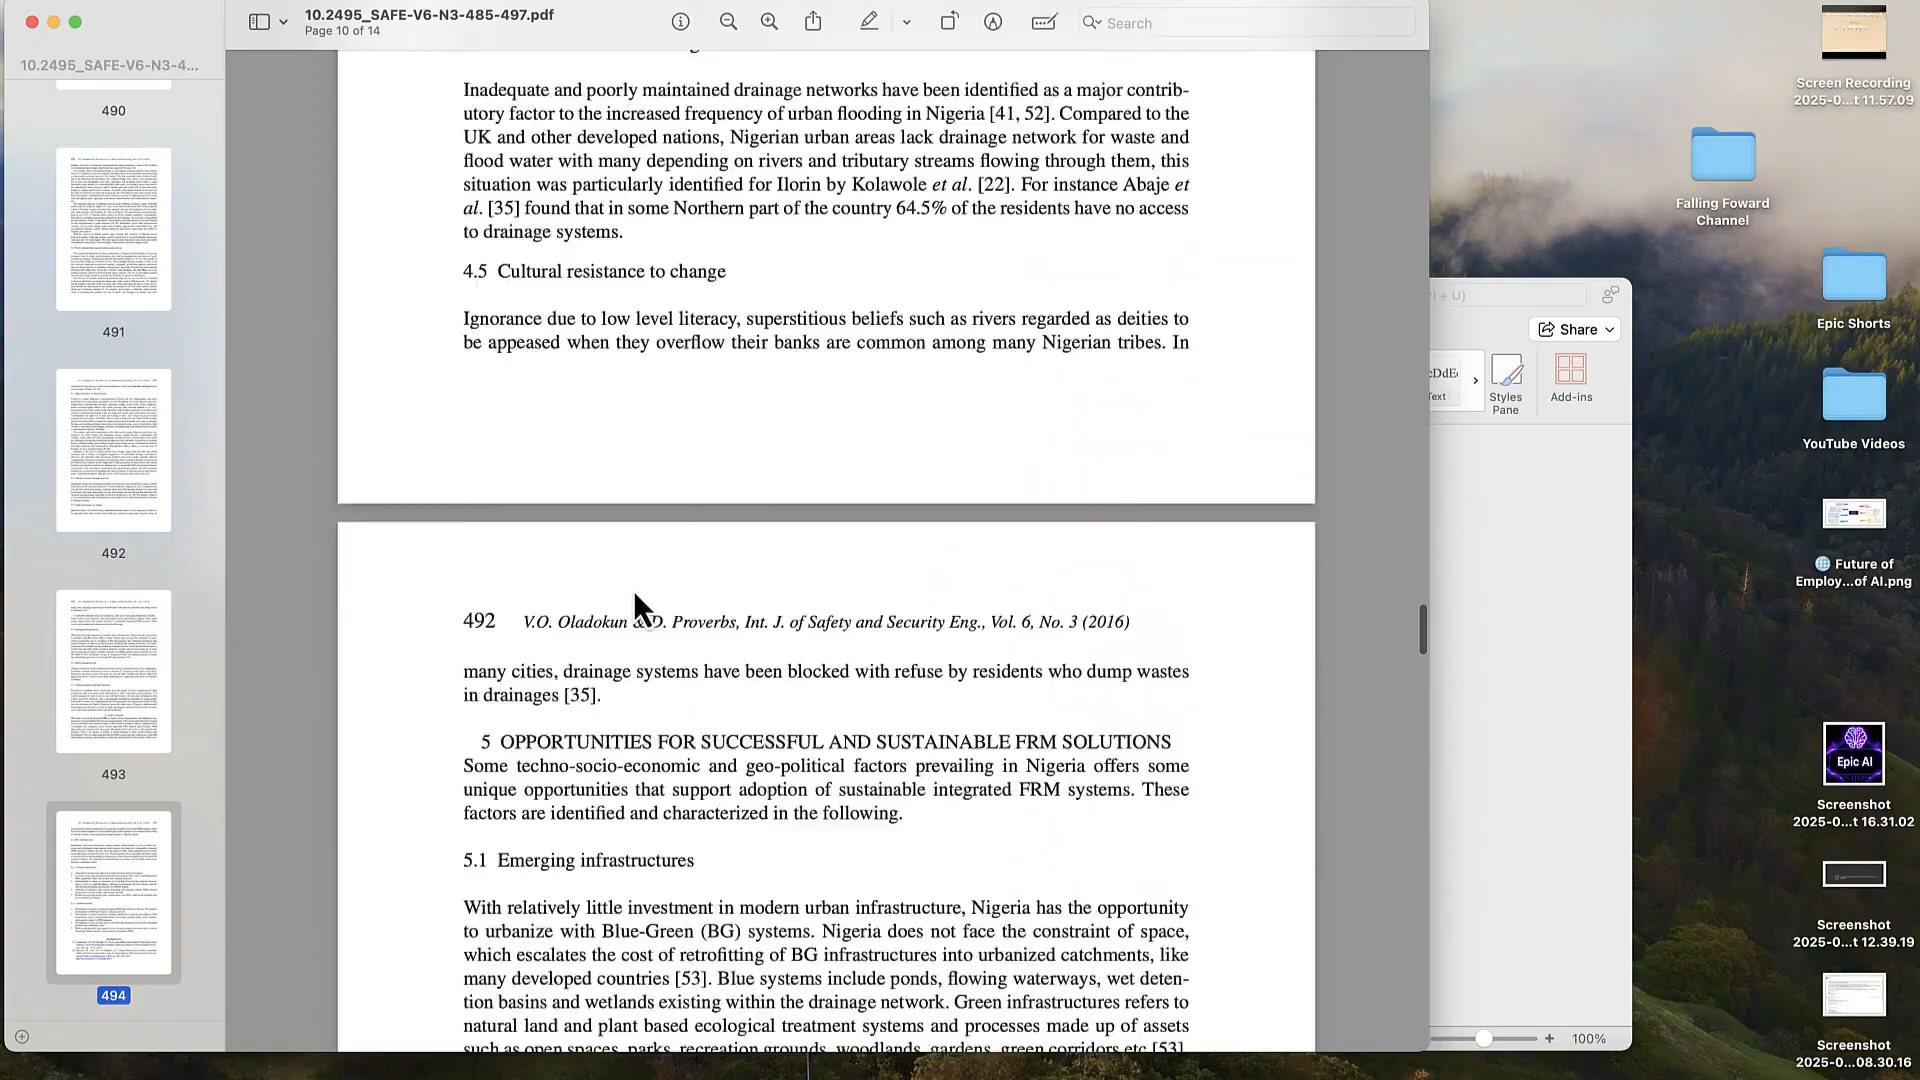 10.2495_SAFE-V6-N3-485-497.pdf
Page 10 of 14
Search
10.2495_SAFE-V6-N3-4...
490
491
492
493
494
Inadequate and poorly maintained drainage networks have been identified as a major contrib-
utory factor to the increased frequency of urban flooding in Nigeria [41, 52]. Compared to the
UK and other developed nations, Nigerian urban areas lack drainage network for waste and
flood water with many depending on rivers and tributary streams flowing through them, this
situation was particularly identified for Ilorin by Kolawole et al. [22]. For instance Abaje et
al. [35] found that in some Northern part of the country 64.5% of the residents have no access
to drainage systems.
4.5 Cultural resistance to change
Ignorance due to low level literacy, superstitious beliefs such as rivers regarded as deities to
be appeased when they overflow their banks are common among many Nigerian tribes. In
492 V.O. Oladokun & D. Proverbs, Int. J. of Safety and Security Eng., Vol. 6, No. 3 (2016)
many cities, drainage systems have been blocked with refuse by residents who dump wastes
in drainages [35].
5 OPPORTUNITIES FOR SUCCESSFUL AND SUSTAINABLE FRM SOLUTIONS
Some techno-socio-economic and geo-political factors prevailing in Nigeria offers some
unique opportunities that support adoption of sustainable integrated FRM systems. These
factors are identified and characterized in the following.
5.1 Emerging infrastructures
With relatively little investment in modern urban infrastructure, Nigeria has the opportunity
to urbanize with Blue-Green (BG) systems. Nigeria does not face the constraint of space,
which escalates the cost of retrofitting of BG infrastructures into urbanized catchments, like
many developed countries [53]. Blue systems include ponds, flowing waterways, wet deten-
tion basins and wetlands existing within the drainage network. Green infrastructures refers to
natural land and plant based ecological treatment systems and processes made up of assets
such as open spaces, parks, recreation grounds, woodlands, gardens, green corridors etc [53].
rl + U)
Share
cDdEe
Text
Styles
Pane
Add-ins
100%
Screen Recording
2025-0...t 11.57.09
Falling Foward
Channel
Epic Shorts
YouTube Videos
Future of
Employ...of AI.png
Epic AI
Screenshot
2025-0...t 16.31.02
Screenshot
2025-0...t 12.39.19
Screenshot
2025-0...08.30.16